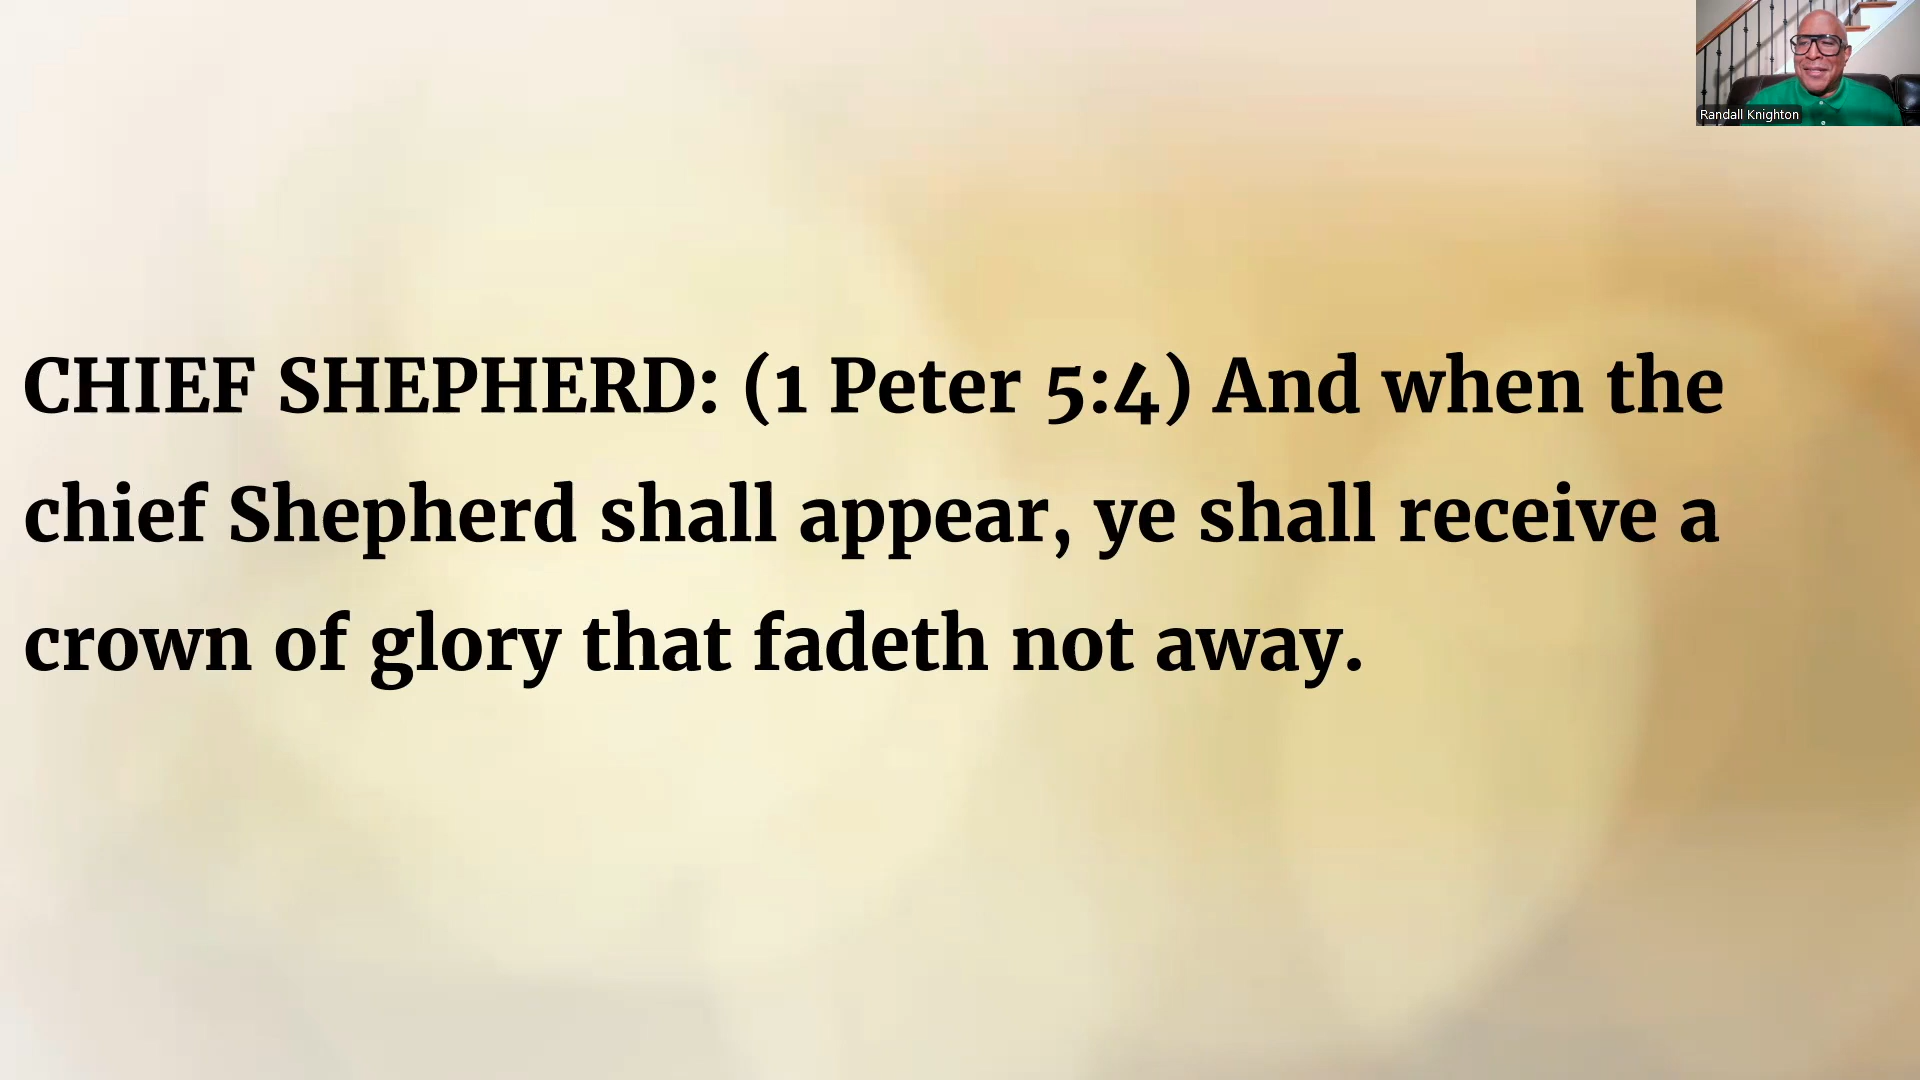 Randall Knighton
CHIEF SHEPHERD: (1 Peter 5:4) And when the
chief Shepherd shall appear, ye shall receive a
crown of glory that fadeth not away.